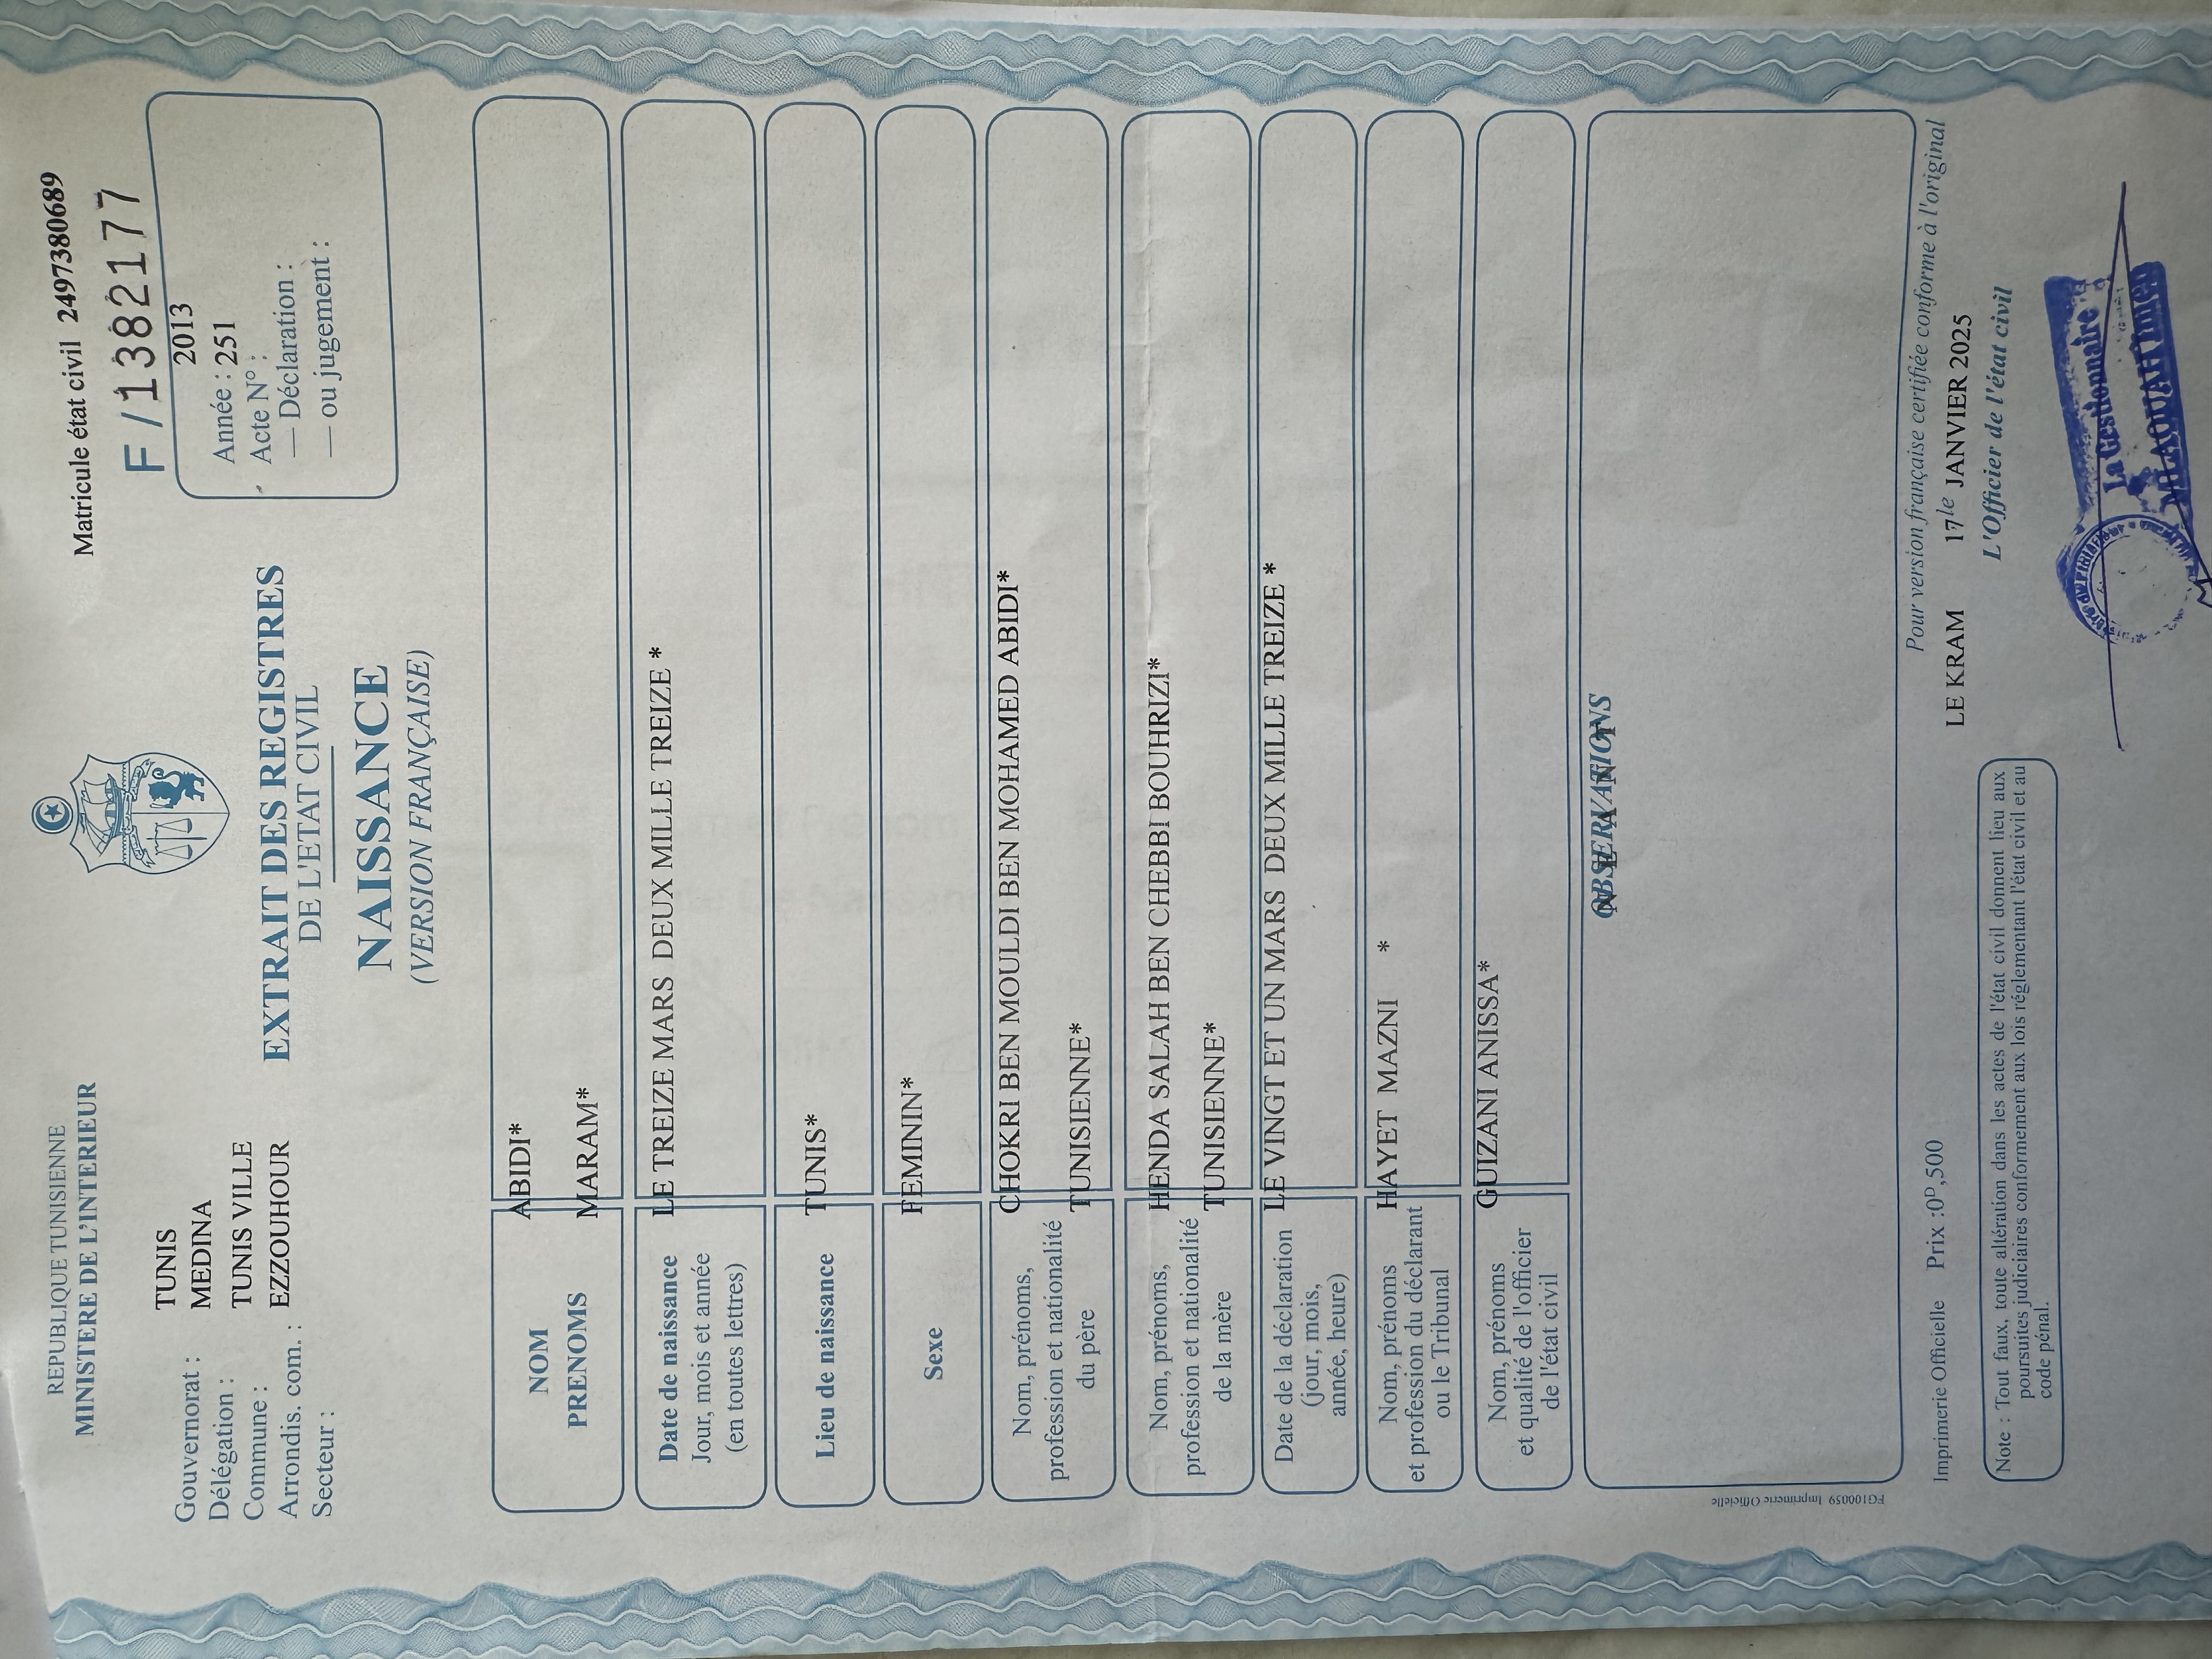 REPUBLIQUE TUNISIENNE
MINISTERE DE L'INTERIEUR
Matricule état civil 2497380689
F / 1382177
Gouvernorat : TUNIS
Délégation : MEDINA
Commune : TUNIS VILLE
Arrondis. com. : EZZOUHOUR
Secteur :
2013
Année : 251
Acte N° :
— Déclaration :
— ou jugement :
EXTRAIT DES REGISTRES
DE L'ETAT CIVIL
NAISSANCE
(VERSION FRANÇAISE)
NOM ABIDI*
PRENOMS MARAM*
Date de naissance LE TREIZE MARS DEUX MILLE TREIZE *
Jour, mois et année
(en toutes lettres)
Lieu de naissance TUNIS*
Sexe FEMININ*
Nom, prénoms, CHOKRI BEN MOULDI BEN MOHAMED ABIDI*
profession et nationalité
du père TUNISIENNE*
Nom, prénoms, HENDA SALAH BEN CHEBBI BOUHRIZI*
profession et nationalité
de la mère TUNISIENNE*
Date de la déclaration LE VINGT ET UN MARS DEUX MILLE TREIZE *
(jour, mois,
année, heure)
Nom, prénoms HAYET MAZNI *
et profession du déclarant
ou le Tribunal
Nom, prénoms GUIZANI ANISSA*
et qualité de l'officier
de l'état civil
OBSERVATIONS
N E A N T
FG100059 Imprimerie Officielle
Pour version française certifiée conforme à l'original
Imprimerie Officielle Prix :0D,500
LE KRAM 17 le JANVIER 2025
L'Officier de l'état civil
Note : Tout faux, toute altération dans les actes de l'état civil donnent lieu aux
poursuites judiciaires conformement aux lois réglementant l'état civil et au
code pénal.
La Gestionnaire